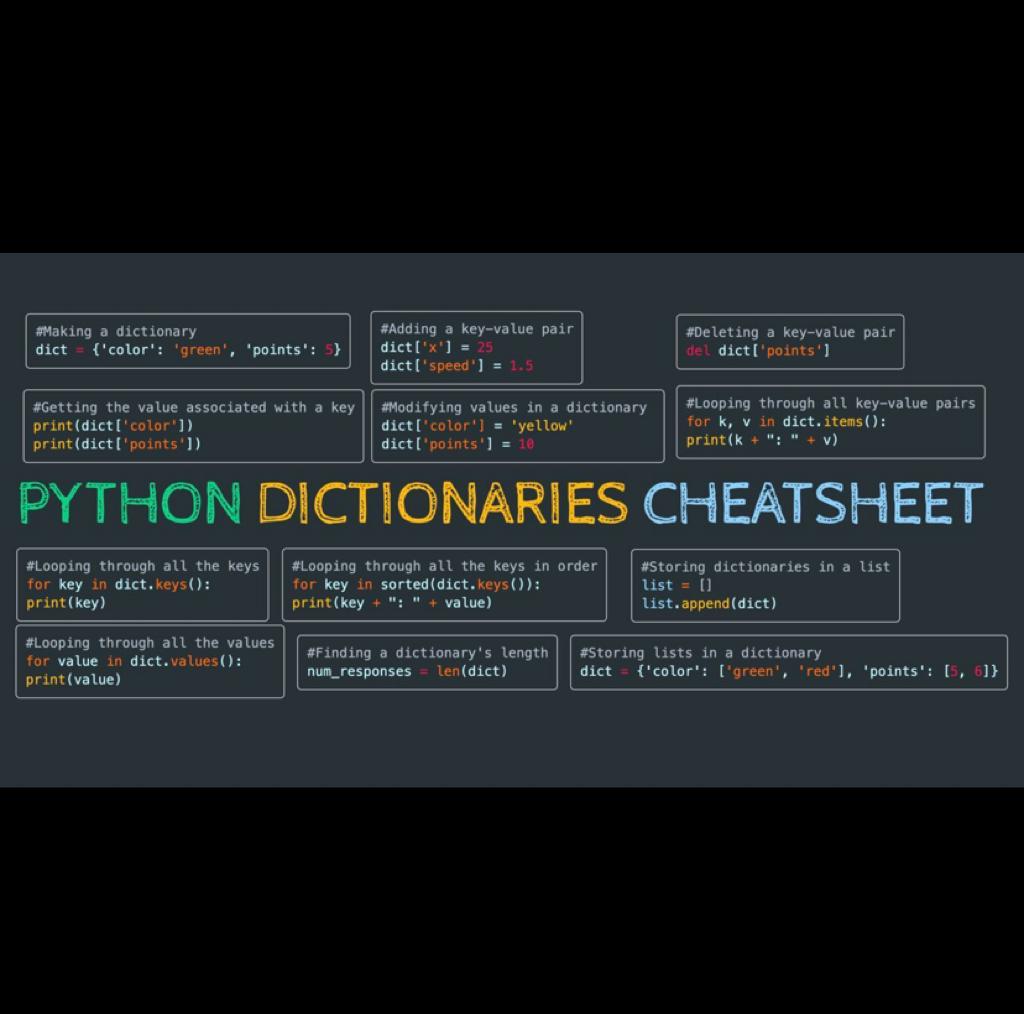 #Making a dictionary
dict = {'color': 'green', 'points': 5}
#Adding a key-value pair
dict['x'] = 25
dict['speed'] = 1.5
#Deleting a key-value pair
del dict['points']
#Getting the value associated with a key
print(dict['color'])
print(dict['points'])
#Modifying values in a dictionary
dict['color'] = 'yellow'
dict['points'] = 10
#Looping through all key-value pairs
for k, v in dict.items():
print(k + ": " + v)
PYTHON DICTIONARIES CHEATSHEET
#Looping through all the keys
for key in dict.keys():
print(key)
#Looping through all the keys in order
for key in sorted(dict.keys()):
print(key + ": " + value)
#Storing dictionaries in a list
list = []
list.append(dict)
#Looping through all the values
for value in dict.values():
print(value)
#Finding a dictionary's length
num_responses = len(dict)
#Storing lists in a dictionary
dict = {'color': ['green', 'red'], 'points': [5, 6]}